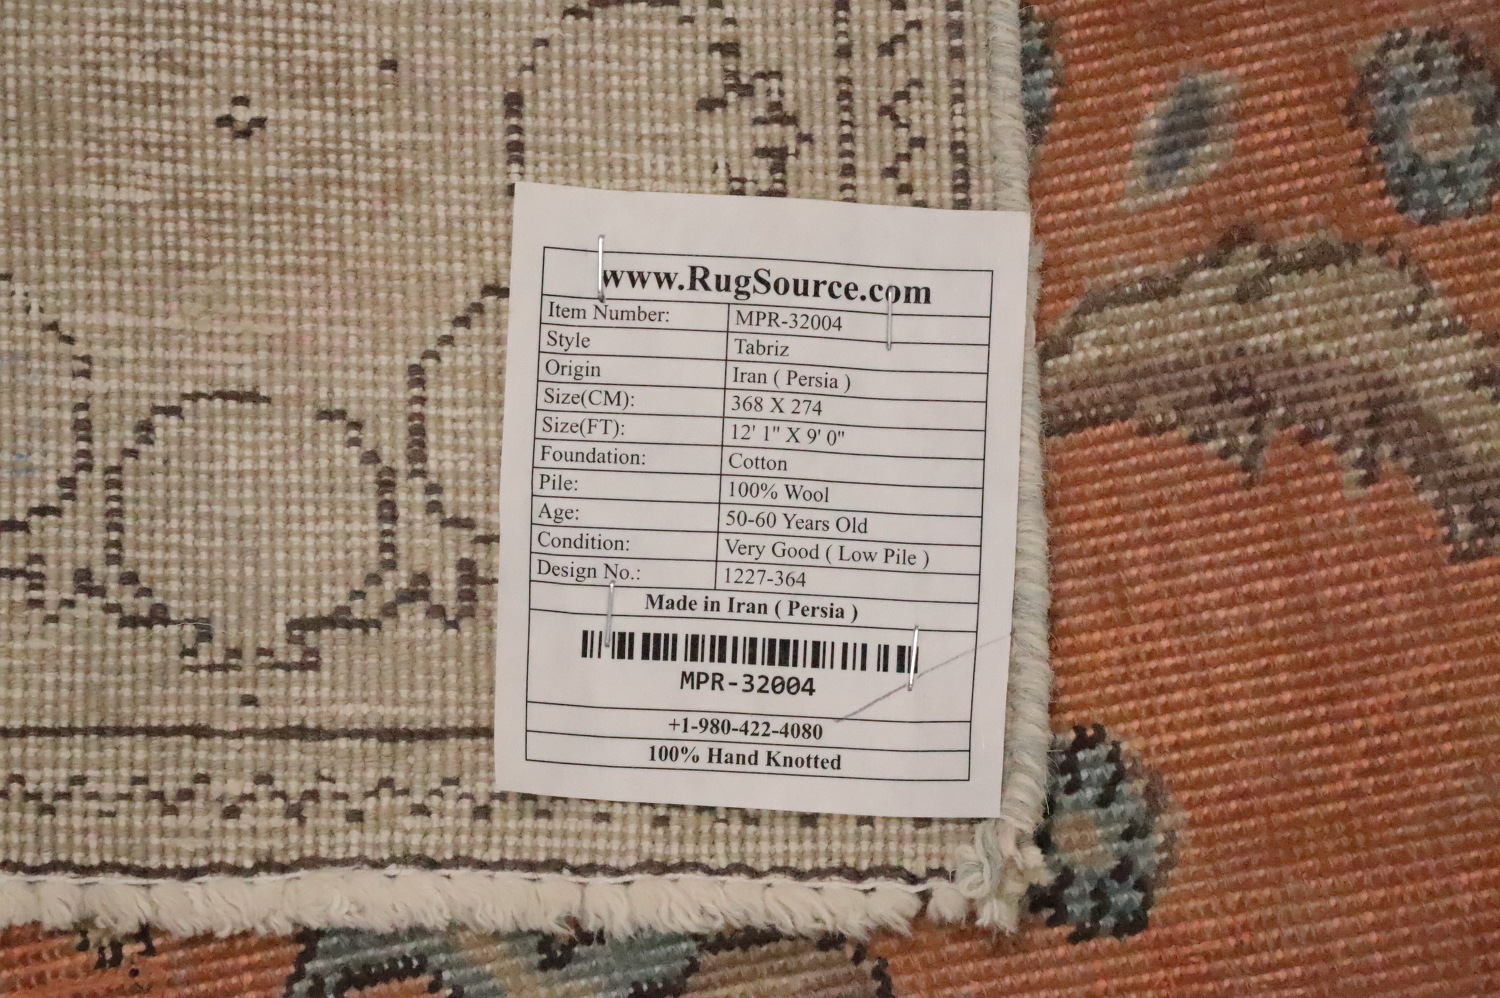 www.RugSource.com
Item Number: MPR-32004
Style Tabriz
Origin Iran ( Persia )
Size(CM): 368 X 274
Size(FT): 12' 1" X 9' 0"
Foundation: Cotton
Pile: 100% Wool
Age: 50-60 Years Old
Condition: Very Good ( Low Pile )
Design No.: 1227-364
Made in Iran ( Persia )
MPR-32004
+1-980-422-4080
100% Hand Knotted